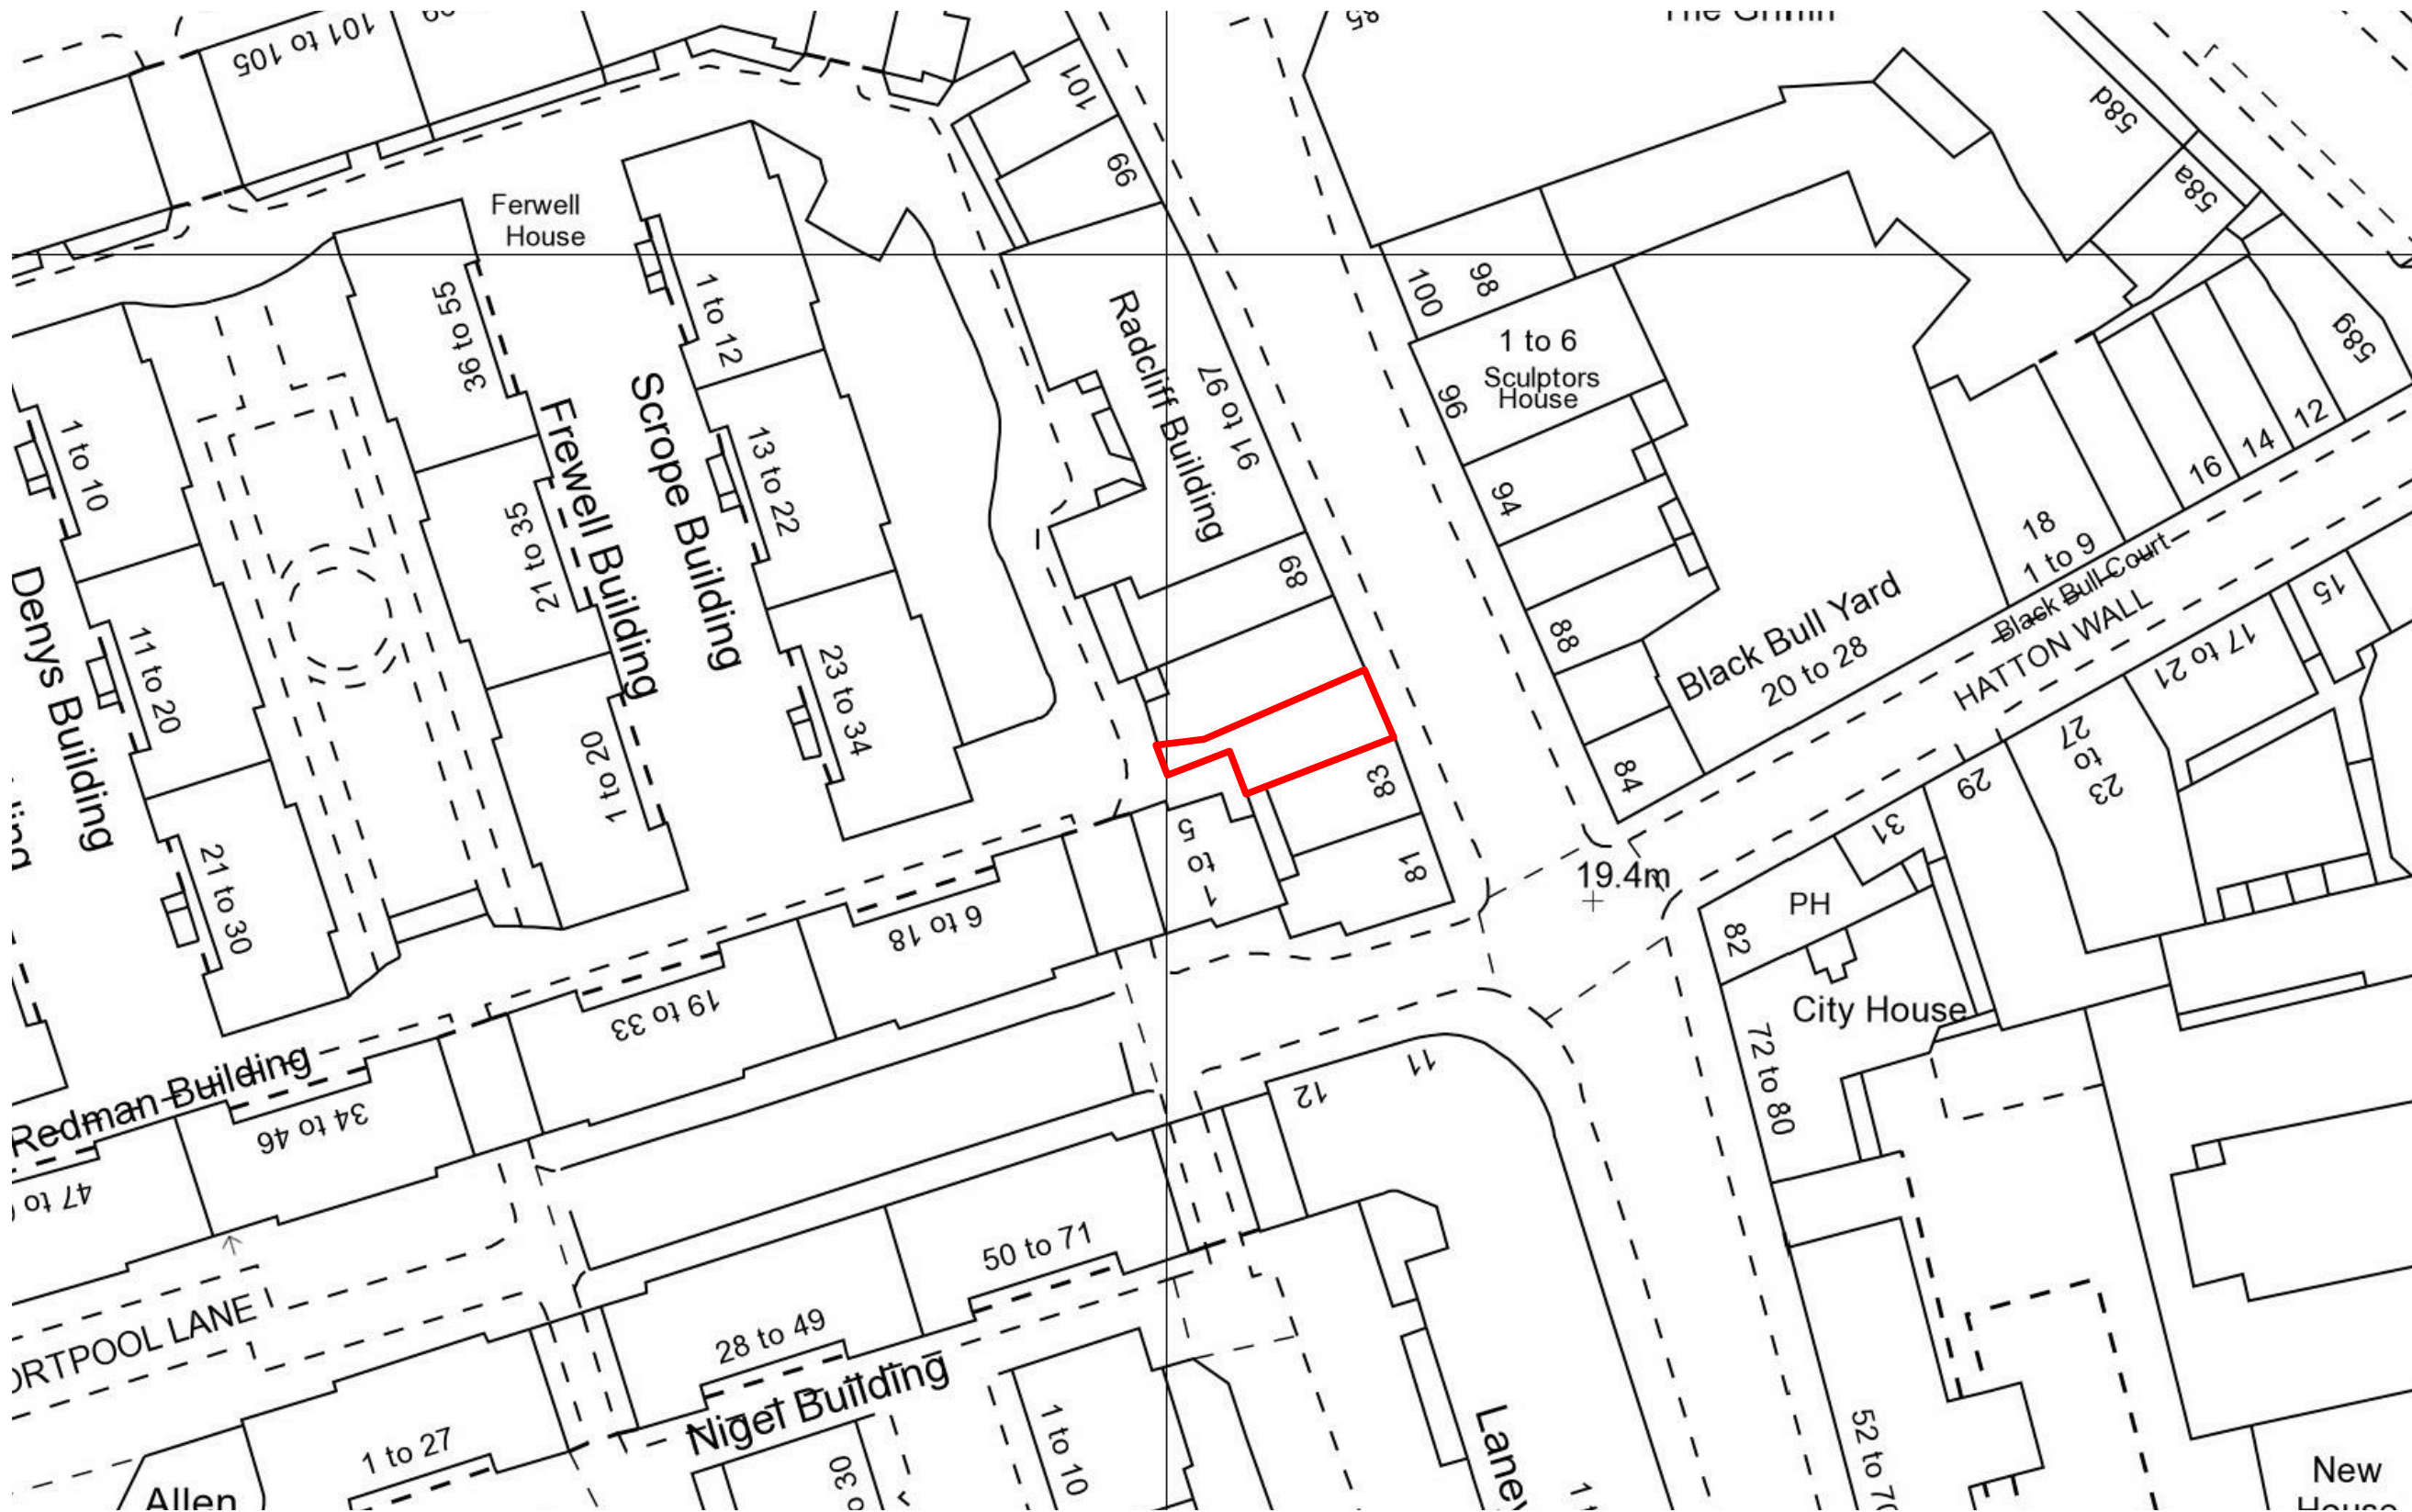 101 to 105
85
The Griffin
101
99
58d
58a
58g
Ferwell
House
36 to 55
1 to 12
Radcliff Building
91 to 97
100
98
1 to 6
Sculptors
House
96
94
88
84
1 to 10
Frewell Building
21 to 35
Scrope Building
13 to 22
89
12
14
16
18
1 to 9
Black Bull Court
HATTON WALL
Black Bull Yard
20 to 28
15
17 to 21
Denys Building
11 to 20
1 to 20
23 to 34
83
27
to
23
29
31
21 to 30
1 to 5
81
19.4m
PH
82
6 to 18
19 to 33
City House
72 to 80
Redman Building
34 to 46
12
11
47 to
50 to 71
28 to 49
ORTPOOL LANE
Nigel Building
1 to 27
1 to 10
30
Laney
52 to 70
Allen
New
House